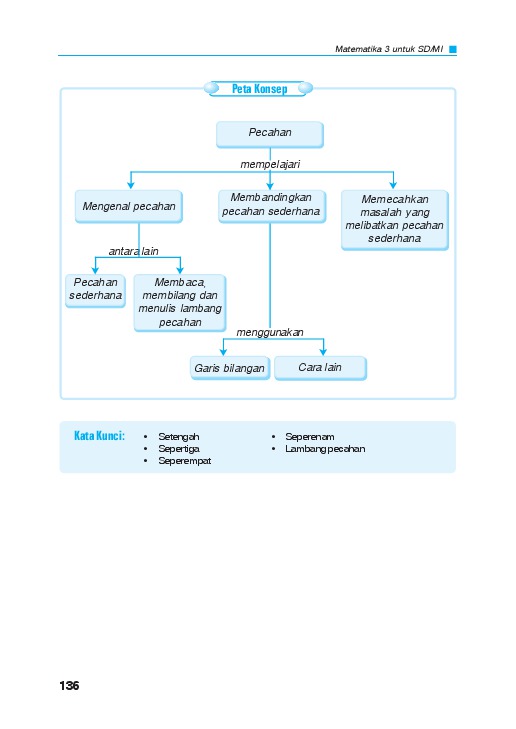 Matematika 3 untuk SD/MI
Peta Konsep
Pecahan
mempelajari
Mengenal pecahan
Membandingkan
pecahan sederhana
Memecahkan
masalah yang
melibatkan pecahan
sederhana
antara lain
Pecahan
sederhana
Membaca,
membilang dan
menulis lambang
pecahan
menggunakan
Garis bilangan
Cara lain
Kata Kunci:
• Setengah
• Sepertiga
• Seperempat
• Seperenam
• Lambang pecahan
136